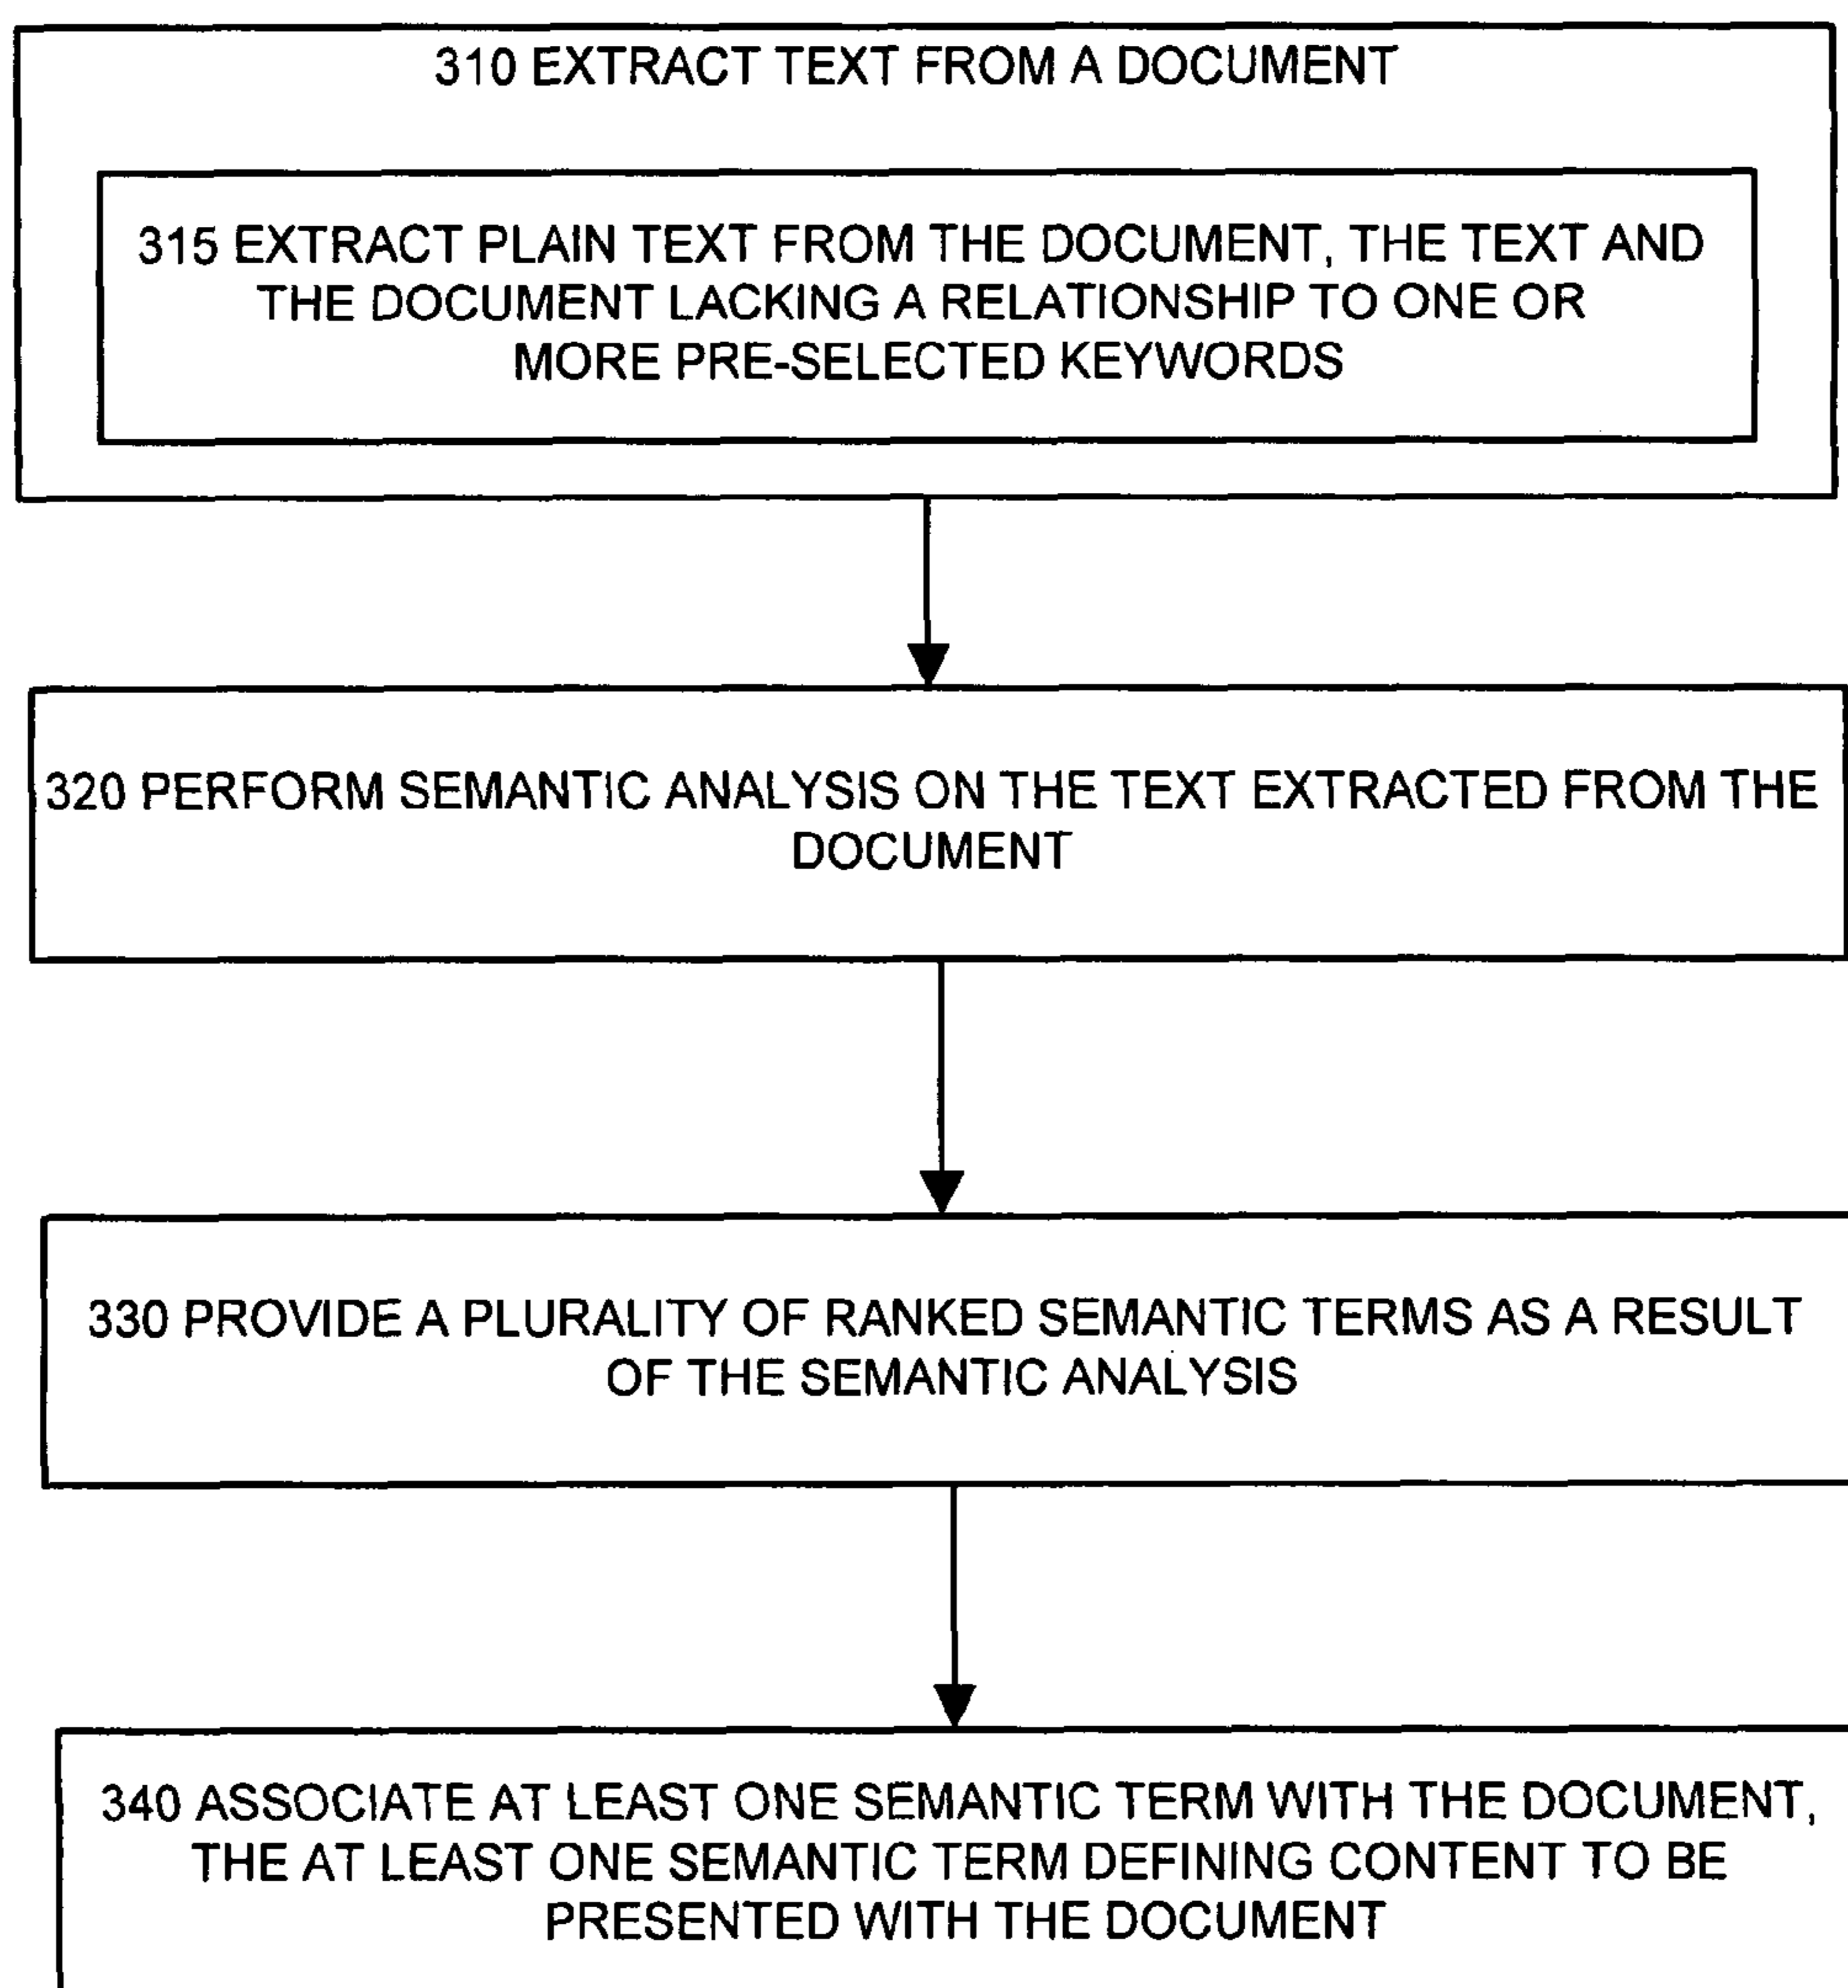 310 EXTRACT TEXT FROM A DOCUMENT
315 EXTRACT PLAIN TEXT FROM THE DOCUMENT, THE TEXT AND
THE DOCUMENT LACKING A RELATIONSHIP TO ONE OR
MORE PRE-SELECTED KEYWORDS
320 PERFORM SEMANTIC ANALYSIS ON THE TEXT EXTRACTED FROM THE
DOCUMENT
330 PROVIDE A PLURALITY OF RANKED SEMANTIC TERMS AS A RESULT
OF THE SEMANTIC ANALYSIS
340 ASSOCIATE AT LEAST ONE SEMANTIC TERM WITH THE DOCUMENT,
THE AT LEAST ONE SEMANTIC TERM DEFINING CONTENT TO BE
PRESENTED WITH THE DOCUMENT